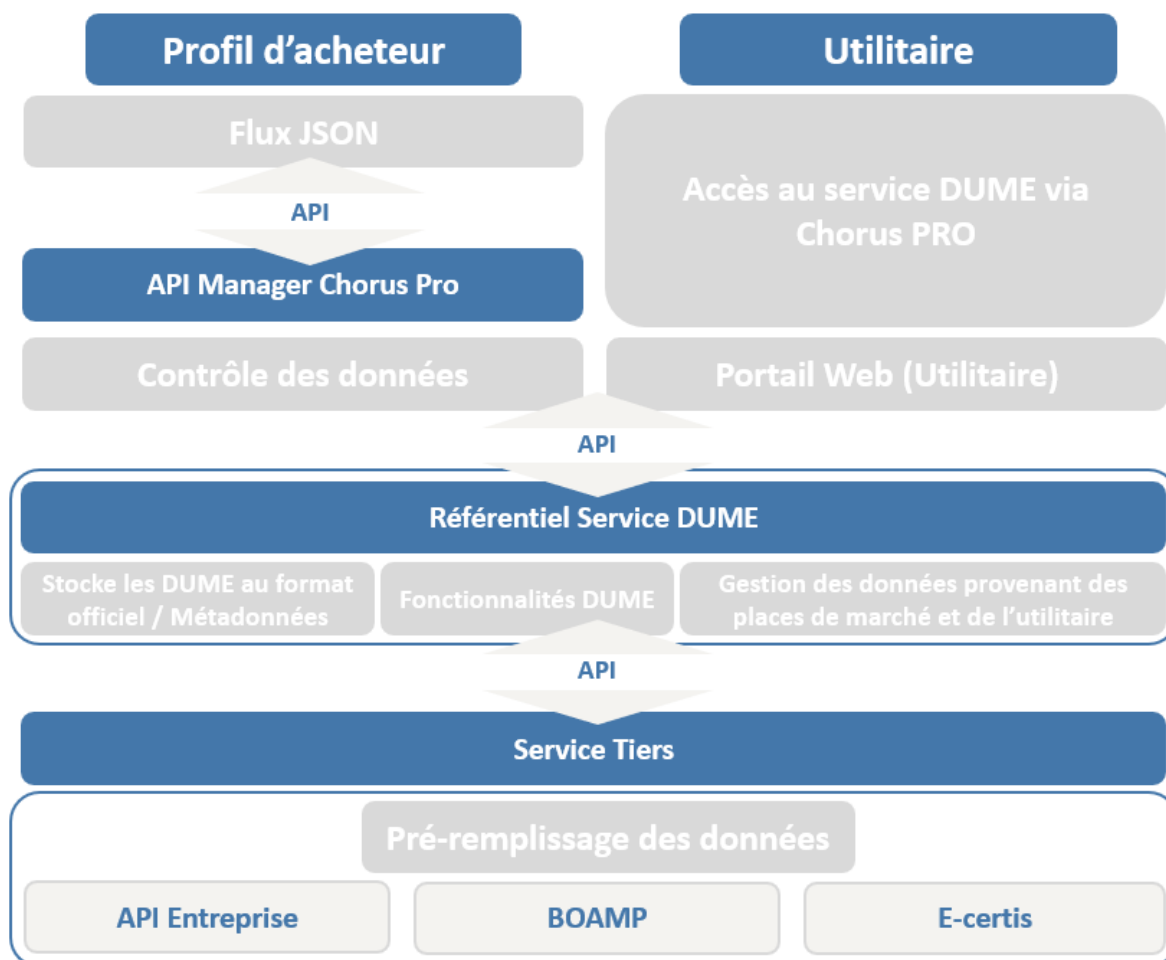 Profil d’acheteur
Utilitaire
Flux JSON
Accès au service DUME via
Chorus PRO
API
API Manager Chorus Pro
Contrôle des données
Portail Web (Utilitaire)
API
Référentiel Service DUME
Stocke les DUME au format
officiel / Métadonnées
Fonctionnalités DUME
Gestion des données provenant des
places de marché et de l’utilitaire
API
Service Tiers
Pré-remplissage des données
API Entreprise
BOAMP
E-certis